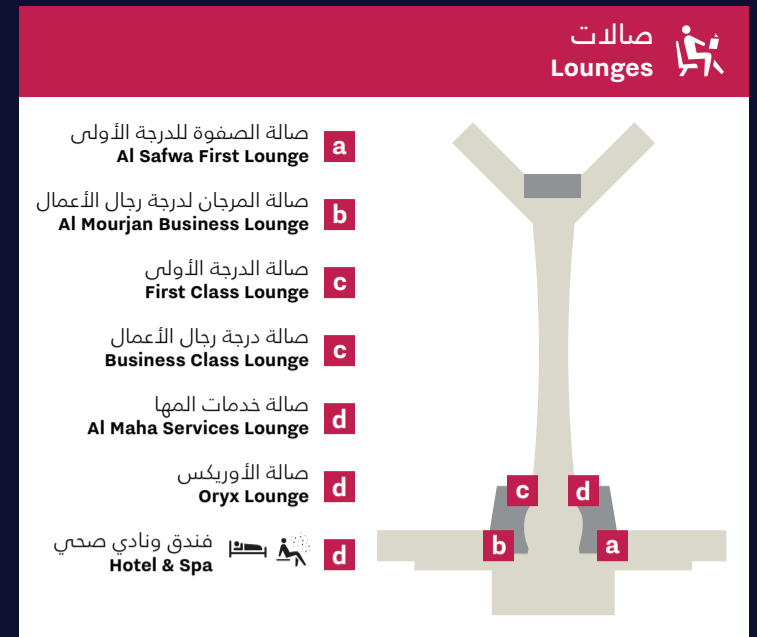 صالات
Lounges
صالة الصفوة للدرجة الأولى
Al Safwa First Lounge
a
صالة المرجان لدرجة رجال الأعمال
Al Mourjan Business Lounge
b
صالة الدرجة الأولى
First Class Lounge
c
صالة درجة رجال الأعمال
Business Class Lounge
c
صالة خدمات المها
Al Maha Services Lounge
d
صالة الأوريكس
Oryx Lounge
d
فندق ونادي صحي
Hotel & Spa
d
c
d
b
a